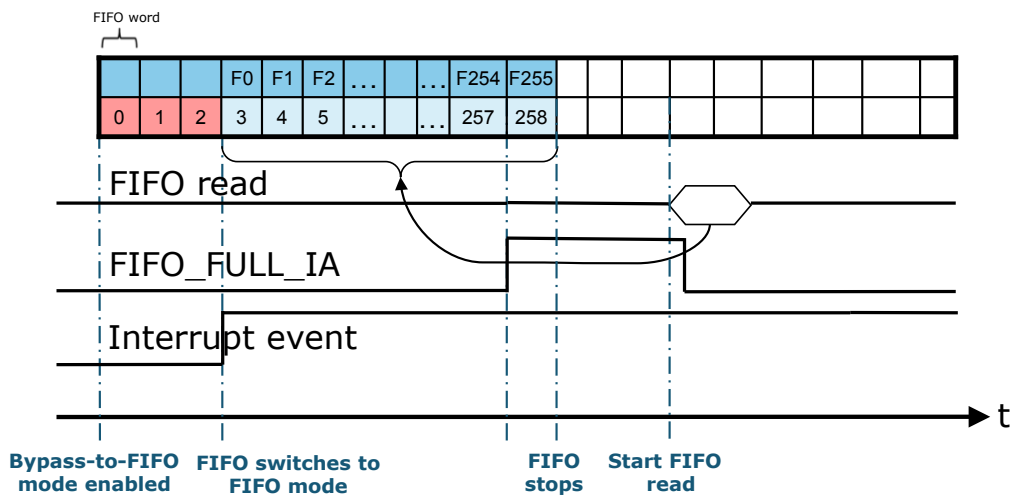 FIFO word
F0 F1 F2 ... ... F254 F255
0 1 2 3 4 5 ... ... 257 258
FIFO read
FIFO_FULL_IA
Interrupt event
t
Bypass-to-FIFO
mode enabled
FIFO switches to
FIFO mode
FIFO
stops
Start FIFO
read